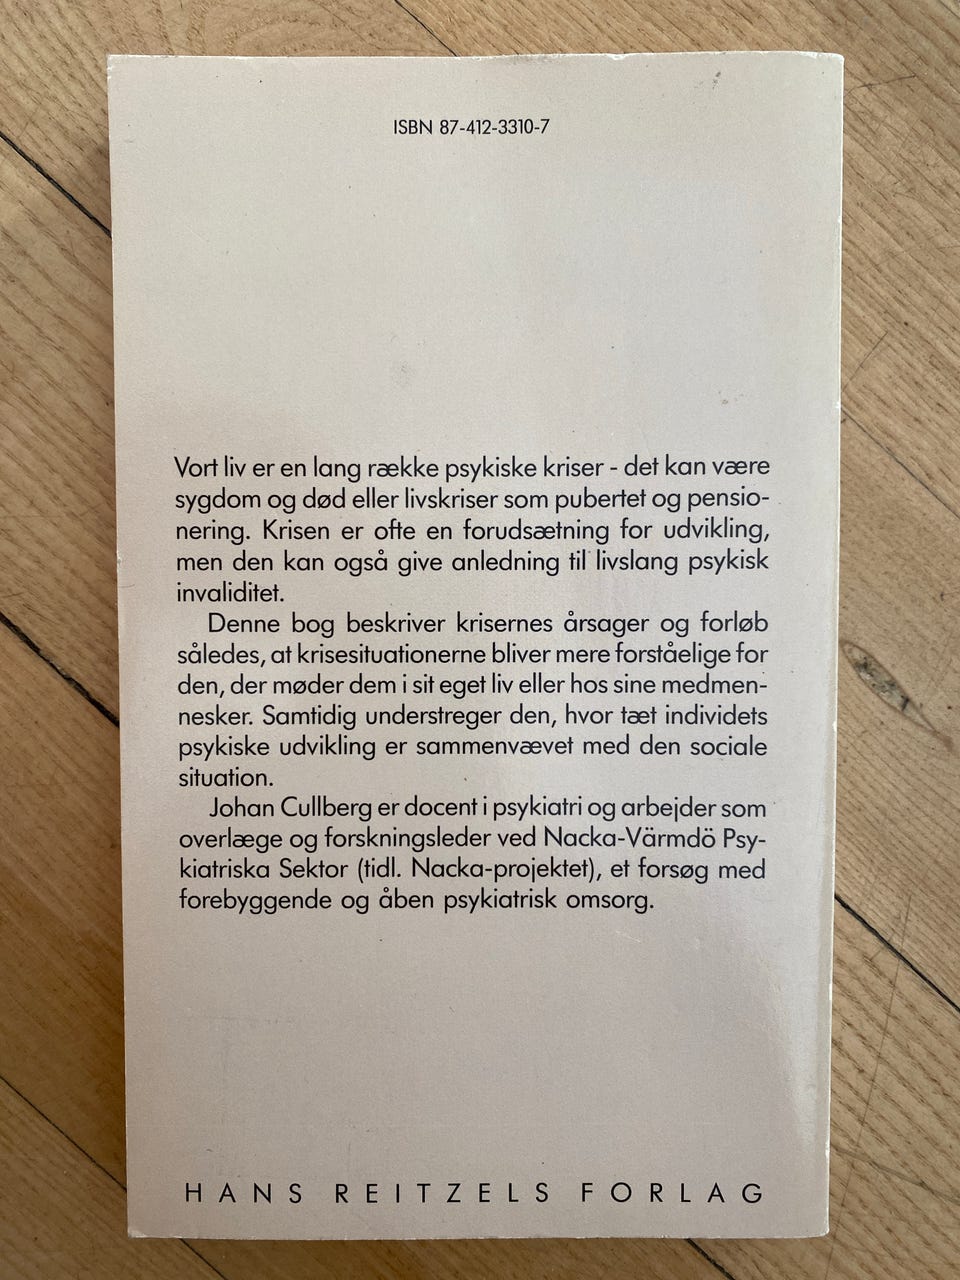 ISBN 87-412-3310-7
Vort liv er en lang række psykiske kriser - det kan være
sygdom og død eller livskriser som pubertet og pensio-
nering. Krisen er ofte en forudsætning for udvikling,
men den kan også give anledning til livslang psykisk
invaliditet.
Denne bog beskriver krisernes årsager og forløb
således, at krisesituationerne bliver mere forståelige for
den, der møder dem i sit eget liv eller hos sine medmen-
nesker. Samtidig understreger den, hvor tæt individets
psykiske udvikling er sammenvævet med den sociale
situation.
Johan Cullberg er docent i psykiatri og arbejder som
overlæge og forskningsleder ved Nacka-Värmdö Psy-
kiatriska Sektor (tidl. Nacka-projektet), et forsøg med
forebyggende og åben psykiatrisk omsorg.
HANS REITZELS FORLAG